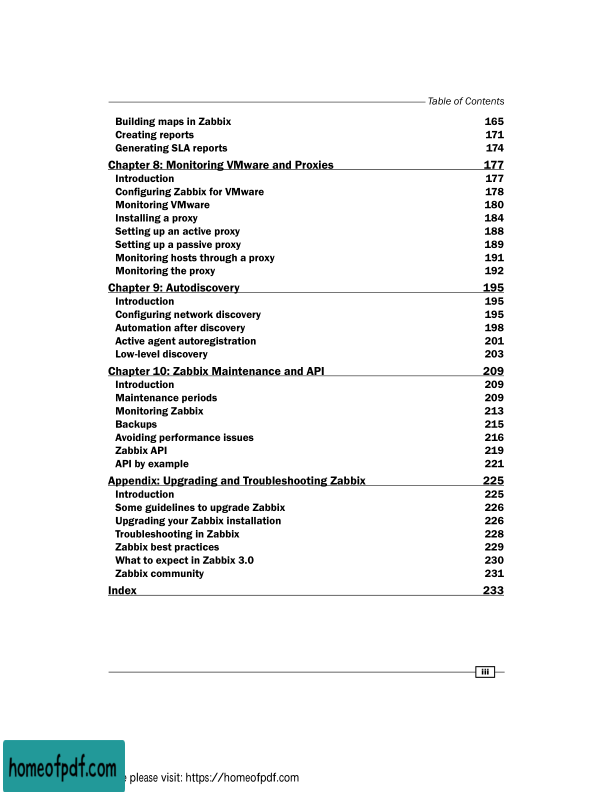 Table of Contents
Building maps in Zabbix 165
Creating reports 171
Generating SLA reports 174
Chapter 8: Monitoring VMware and Proxies 177
Introduction 177
Configuring Zabbix for VMware 178
Monitoring VMware 180
Installing a proxy 184
Setting up an active proxy 188
Setting up a passive proxy 189
Monitoring hosts through a proxy 191
Monitoring the proxy 192
Chapter 9: Autodiscovery 195
Introduction 195
Configuring network discovery 195
Automation after discovery 198
Active agent autoregistration 201
Low-level discovery 203
Chapter 10: Zabbix Maintenance and API 209
Introduction 209
Maintenance periods 209
Monitoring Zabbix 213
Backups 215
Avoiding performance issues 216
Zabbix API 219
API by example 221
Appendix: Upgrading and Troubleshooting Zabbix 225
Introduction 225
Some guidelines to upgrade Zabbix 226
Upgrading your Zabbix installation 226
Troubleshooting in Zabbix 228
Zabbix best practices 229
What to expect in Zabbix 3.0 230
Zabbix community 231
Index 233
iii
homeofpdf.com
please visit: https://homeofpdf.com